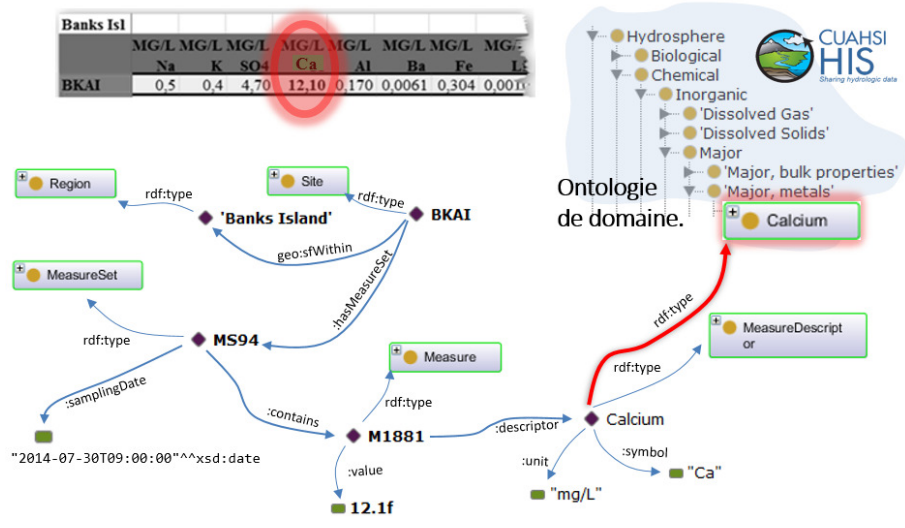 Banks Isl
MG/L MG/L MG/L MG/L MG/L MG/L MG/L MG/L
Na K SO4 Ca Al Ba Fe
BKAI 0,5 0,4 4,70 12,10 0,170 0,0061 0,304
Hydrosphere
Biological
Chemical
Inorganic
'Dissolved Gas'
'Dissolved Solids'
Major
'Major, bulk properties'
'Major, metals'
CUAHSI
HIS
Sharing hydrologic data
Ontologie
de domaine.
Calcium
Region
rdf:type
'Banks Island'
Site
rdf:type
BKAI
geo:sfWithin
:hasMeasureSet
MeasureSet
rdf:type
MS94
:samplingDate
"2014-07-30T09:00:00"^^xsd:date
:contains
Measure
rdf:type
M1881
:value
12.1f
:descriptor
rdf:type
MeasureDescript
or
rdf:type
Calcium
:unit
"mg/L"
:symbol
"Ca"